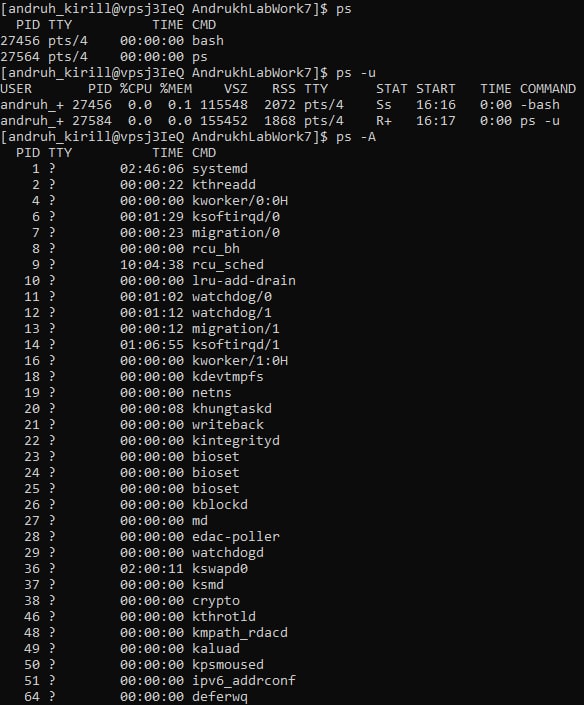 [andruh_kirill@vpsj3IeQ AndrukhLabWork7]$ ps
  PID TTY          TIME CMD
27456 pts/4    00:00:00 bash
27564 pts/4    00:00:00 ps
[andruh_kirill@vpsj3IeQ AndrukhLabWork7]$ ps -u
USER       PID %CPU %MEM    VSZ   RSS TTY      STAT START   TIME COMMAND
andruh_+ 27456  0.0  0.1 115548  2072 pts/4    Ss   16:16   0:00 -bash
andruh_+ 27584  0.0  0.0 155452  1868 pts/4    R+   16:17   0:00 ps -u
[andruh_kirill@vpsj3IeQ AndrukhLabWork7]$ ps -A
  PID TTY          TIME CMD
    1 ?        02:46:06 systemd
    2 ?        00:00:22 kthreadd
    4 ?        00:00:00 kworker/0:0H
    6 ?        00:01:29 ksoftirqd/0
    7 ?        00:00:23 migration/0
    8 ?        00:00:00 rcu_bh
    9 ?        10:04:38 rcu_sched
   10 ?        00:00:00 lru-add-drain
   11 ?        00:01:02 watchdog/0
   12 ?        00:01:12 watchdog/1
   13 ?        00:00:12 migration/1
   14 ?        01:06:55 ksoftirqd/1
   16 ?        00:00:00 kworker/1:0H
   18 ?        00:00:00 kdevtmpfs
   19 ?        00:00:00 netns
   20 ?        00:00:08 khungtaskd
   21 ?        00:00:00 writeback
   22 ?        00:00:00 kintegrityd
   23 ?        00:00:00 bioset
   24 ?        00:00:00 bioset
   25 ?        00:00:00 bioset
   26 ?        00:00:00 kblockd
   27 ?        00:00:00 md
   28 ?        00:00:00 edac-poller
   29 ?        00:00:00 watchdogd
   36 ?        02:00:11 kswapd0
   37 ?        00:00:00 ksmd
   38 ?        00:00:00 crypto
   46 ?        00:00:00 kthrotld
   48 ?        00:00:00 kmpath_rdacd
   49 ?        00:00:00 kaluad
   50 ?        00:00:00 kpsmoused
   51 ?        00:00:00 ipv6_addrconf
   64 ?        00:00:00 deferwq